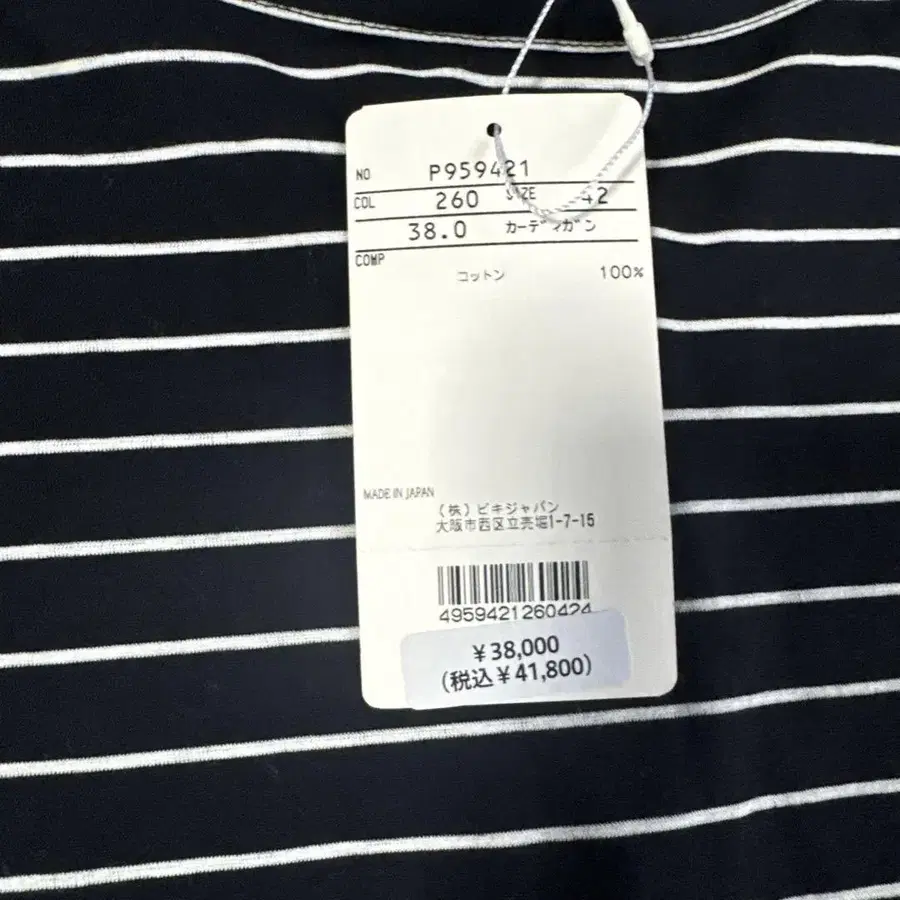 NO P959421
COL 260 SIZE 42
38.0 カーディガン
COMP
コットン 100%
MADE IN JAPAN
(株)ビキジャパン
大阪市西区立売堀1-7-15
4959421260424
¥38,000
(税込¥41,800)